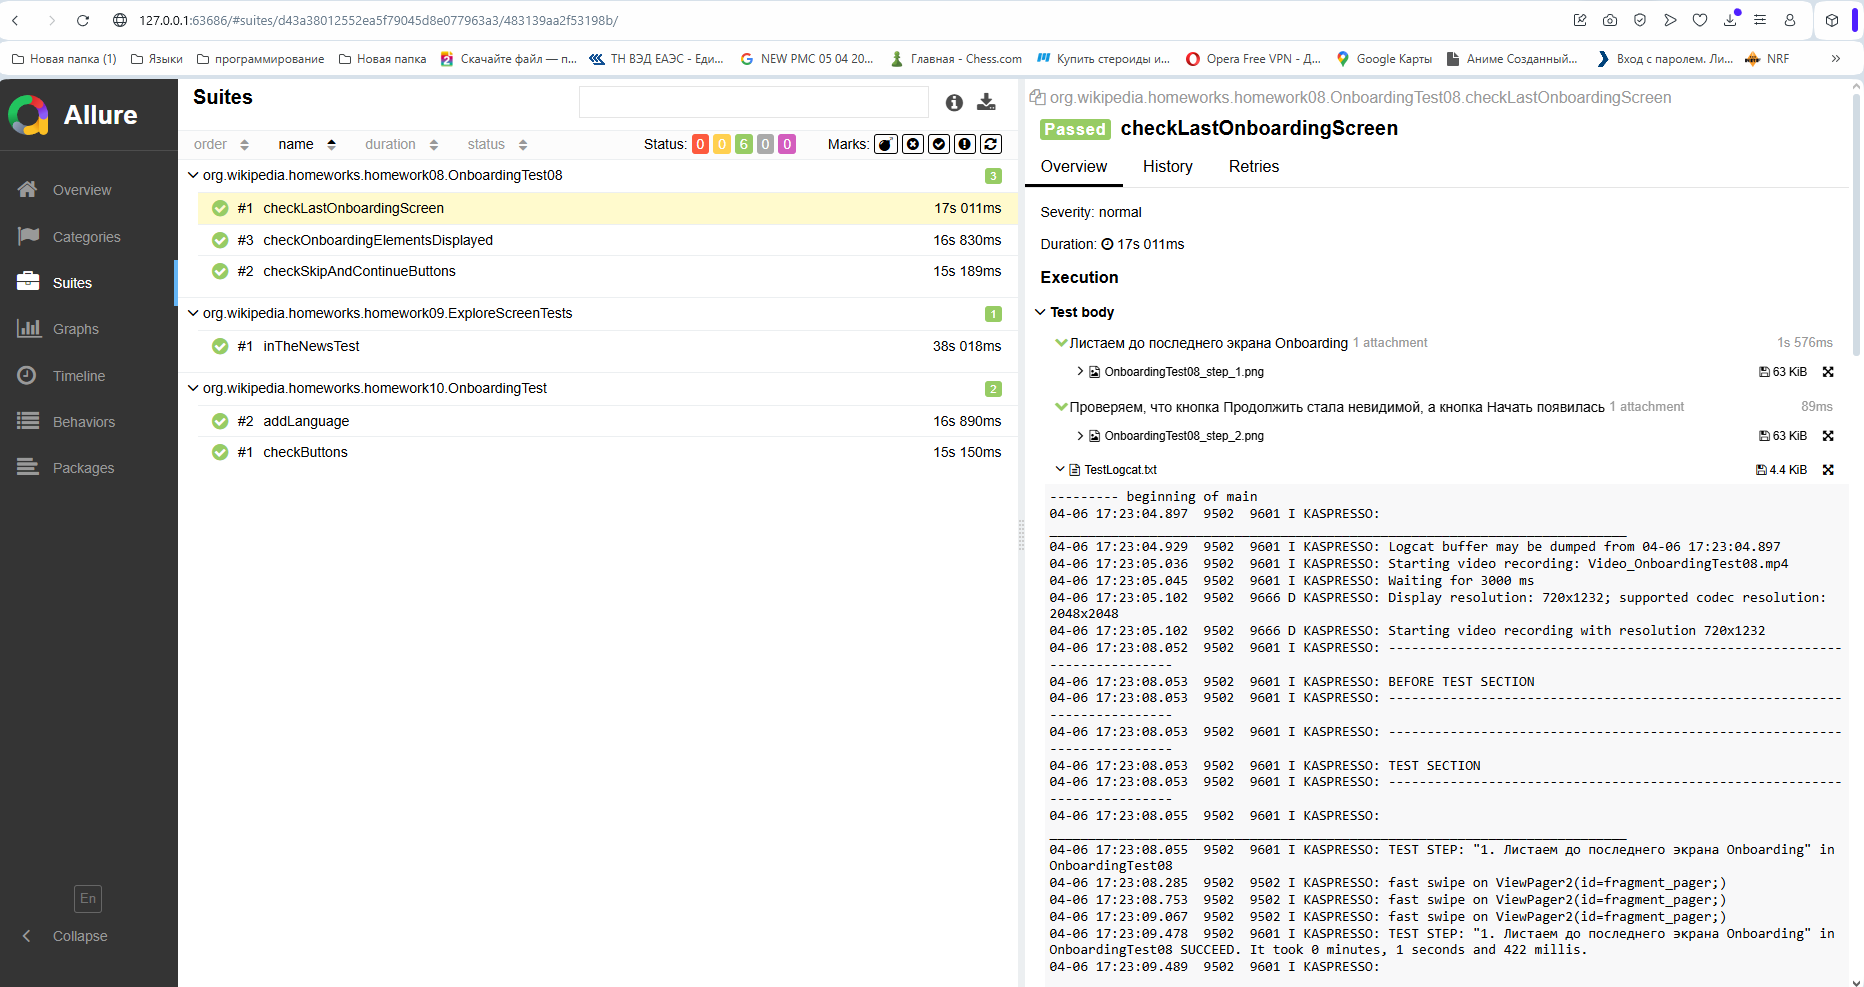 127.0.0.1:63686/#suites/d43a38012552ea5f79045d8e077963a3/483139aa2f53198b/
Новая папка (1) Языки программирование Новая папка Скачайте файл — п... ТН ВЭД ЕАЭС - Еди... NEW PMC 05 04 20... Главная - Chess.com Купить стероиды и... Opera Free VPN - Д... Google Карты Аниме Созданный... Вход с паролем. Ли... NRF »
Allure
Overview
Categories
Suites
Graphs
Timeline
Behaviors
Packages
En
Collapse
Suites
order name duration status Status: 0 0 6 0 0 Marks:
org.wikipedia.homeworks.homework08.OnboardingTest08 3
#1 checkLastOnboardingScreen 17s 011ms
#3 checkOnboardingElementsDisplayed 16s 830ms
#2 checkSkipAndContinueButtons 15s 189ms
org.wikipedia.homeworks.homework09.ExploreScreenTests 1
#1 inTheNewsTest 38s 018ms
org.wikipedia.homeworks.homework10.OnboardingTest 2
#2 addLanguage 16s 890ms
#1 checkButtons 15s 150ms
org.wikipedia.homeworks.homework08.OnboardingTest08.checkLastOnboardingScreen
Passed checkLastOnboardingScreen
Overview History Retries
Severity: normal
Duration: 17s 011ms
Execution
Test body
Листаем до последнего экрана Onboarding 1 attachment 1s 576ms
OnboardingTest08_step_1.png 63 KiB
Проверяем, что кнопка Продолжить стала невидимой, а кнопка Начать появилась 1 attachment 89ms
OnboardingTest08_step_2.png 63 KiB
TestLogcat.txt 4.4 KiB
--------- beginning of main
04-06 17:23:04.897  9502  9601 I KASPRESSO:
___________________________________________________________________________
04-06 17:23:04.929  9502  9601 I KASPRESSO: Logcat buffer may be dumped from 04-06 17:23:04.897
04-06 17:23:05.036  9502  9601 I KASPRESSO: Starting video recording: Video_OnboardingTest08.mp4
04-06 17:23:05.045  9502  9601 I KASPRESSO: Waiting for 3000 ms
04-06 17:23:05.102  9502  9666 D KASPRESSO: Display resolution: 720x1232; supported codec resolution:
2048x2048
04-06 17:23:05.102  9502  9666 D KASPRESSO: Starting video recording with resolution 720x1232
04-06 17:23:08.052  9502  9601 I KASPRESSO: -----------------------------------------------------------
----------------
04-06 17:23:08.053  9502  9601 I KASPRESSO: BEFORE TEST SECTION
04-06 17:23:08.053  9502  9601 I KASPRESSO: -----------------------------------------------------------
----------------
04-06 17:23:08.053  9502  9601 I KASPRESSO: -----------------------------------------------------------
----------------
04-06 17:23:08.053  9502  9601 I KASPRESSO: TEST SECTION
04-06 17:23:08.053  9502  9601 I KASPRESSO: -----------------------------------------------------------
----------------
04-06 17:23:08.055  9502  9601 I KASPRESSO:
___________________________________________________________________________
04-06 17:23:08.055  9502  9601 I KASPRESSO: TEST STEP: "1. Листаем до последнего экрана Onboarding" in
OnboardingTest08
04-06 17:23:08.285  9502  9502 I KASPRESSO: fast swipe on ViewPager2(id=fragment_pager;)
04-06 17:23:08.753  9502  9502 I KASPRESSO: fast swipe on ViewPager2(id=fragment_pager;)
04-06 17:23:09.067  9502  9502 I KASPRESSO: fast swipe on ViewPager2(id=fragment_pager;)
04-06 17:23:09.478  9502  9601 I KASPRESSO: TEST STEP: "1. Листаем до последнего экрана Onboarding" in
OnboardingTest08 SUCCEED. It took 0 minutes, 1 seconds and 422 millis.
04-06 17:23:09.489  9502  9601 I KASPRESSO: